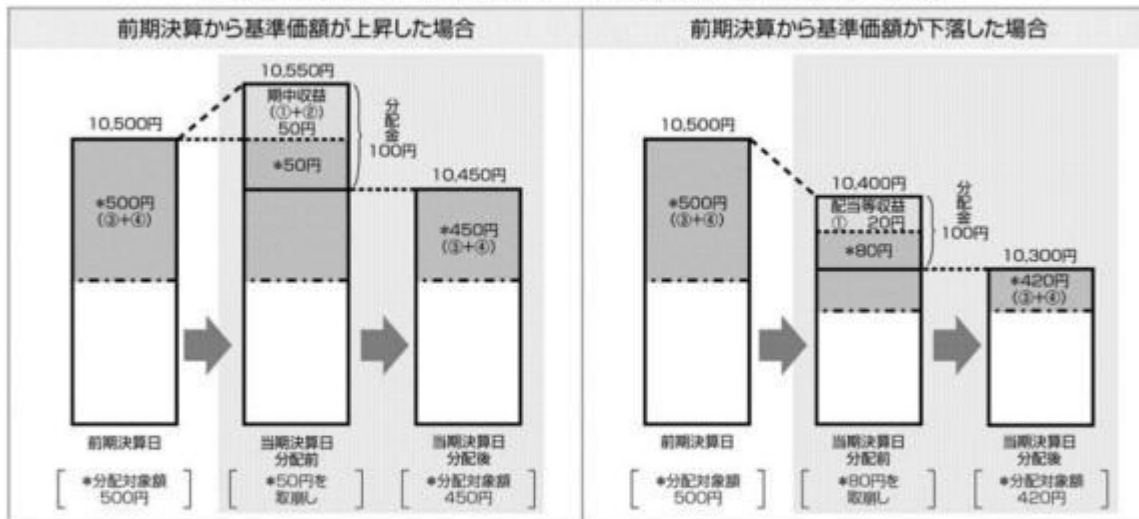 前期決算から基準価額が上昇した場合
10,550円
期中収益
(①+②)
50円
分配金
100円
10,500円
*50円
10,450円
*500円
(③+④)
*450円
(③+④)
前期決算日
当期決算日
分配前
当期決算日
分配後
*分配対象額
500円
*50円を
取崩し
*分配対象額
450円
前期決算から基準価額が下落した場合
10,500円
*500円
(③+④)
10,400円
配当等収益
① 20円
分配金
100円
*80円
10,300円
*420円
(③+④)
前期決算日
当期決算日
分配前
当期決算日
分配後
*分配対象額
500円
*80円を
取崩し
*分配対象額
420円